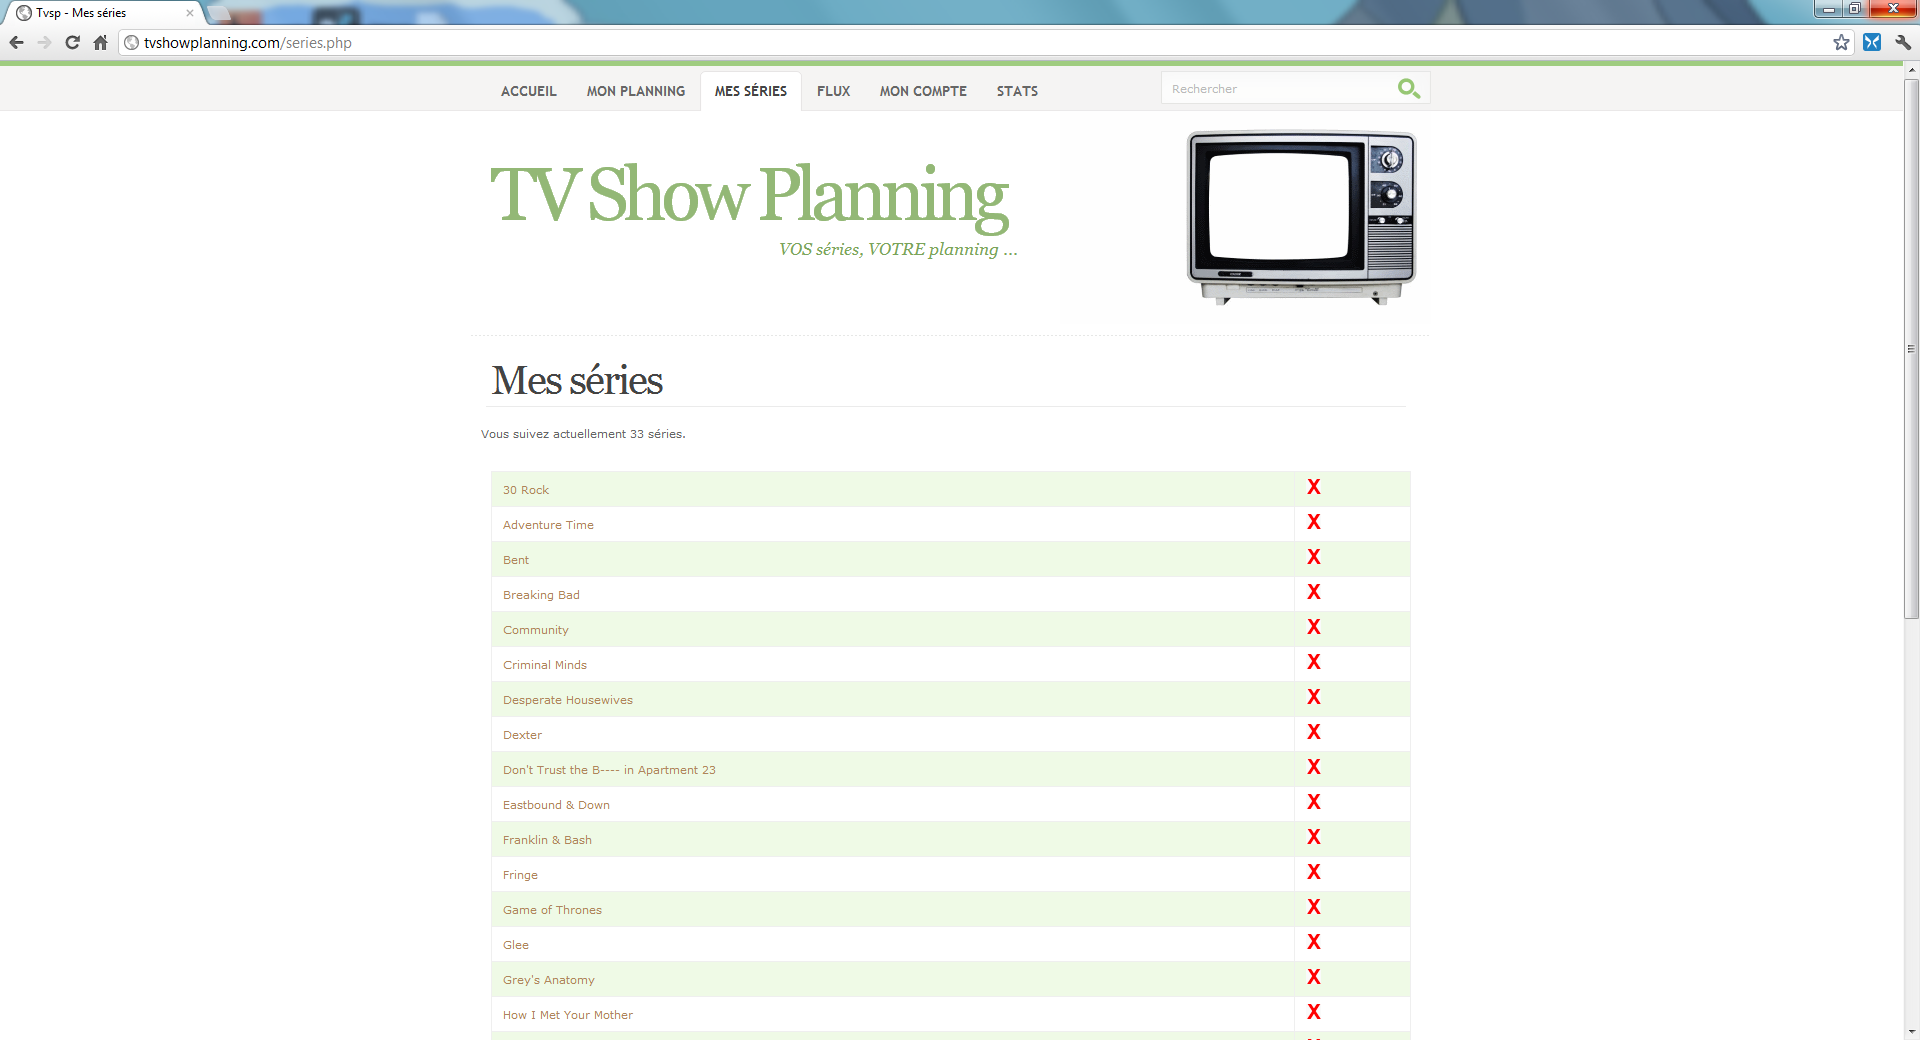 Tvsp - Mes séries
tvshowplanning.com/series.php
ACCUEIL MON PLANNING MES SÉRIES FLUX MON COMPTE STATS Rechercher
TV Show Planning
VOS séries, VOTRE planning ...
Mes séries
Vous suivez actuellement 33 séries.
30 Rock X
Adventure Time X
Bent X
Breaking Bad X
Community X
Criminal Minds X
Desperate Housewives X
Dexter X
Don't Trust the B---- in Apartment 23 X
Eastbound & Down X
Franklin & Bash X
Fringe X
Game of Thrones X
Glee X
Grey's Anatomy X
How I Met Your Mother X